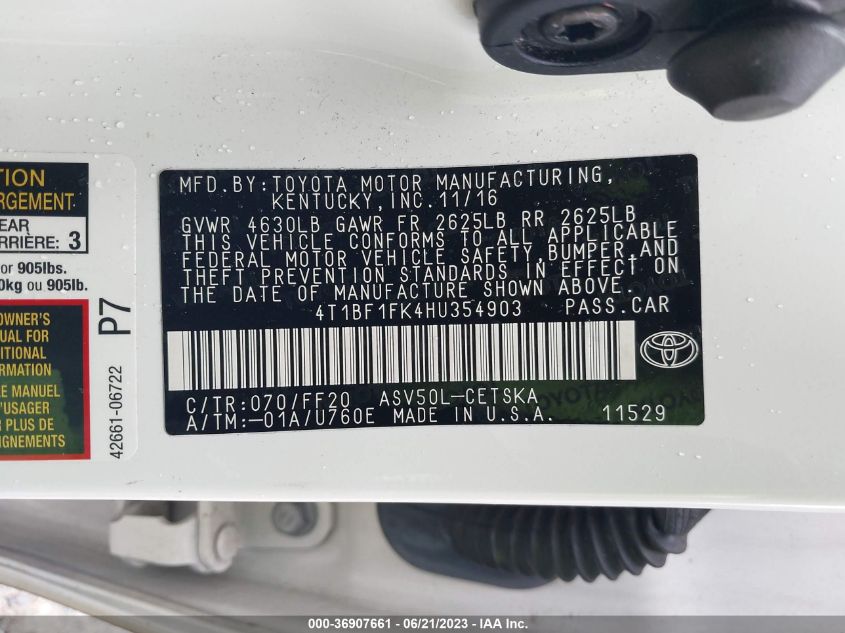 TION
RGEMENT
EAR
RRIÈRE: 3
or 905lbs.
0kg ou 905lb.
OWNER'S
UAL FOR
ITIONAL
RMATION
LE MANUEL
'USAGER
R DE PLUS
IGNEMENTS
P7
42661-06722
MFD.BY:TOYOTA MOTOR MANUFACTURING,
KENTUCKY,INC.11/16
GVWR 4630LB GAWR FR 2625LB RR 2625LB
THIS VEHICLE CONFORMS TO ALL APPLICABLE
FEDERAL MOTOR VEHICLE SAFETY,BUMPER,AND
THEFT PREVENTION STANDARDS IN EFFECT ON
THE DATE OF MANUFACTURE SHOWN ABOVE.
4T1BF1FK4HU354903 PASS.CAR
C/TR:070/FF20 ASV50L-CETSKA
A/TM:-01A/U760E MADE IN U.S.A. 11529
000-36907661 - 06/21/2023 - IAA Inc.